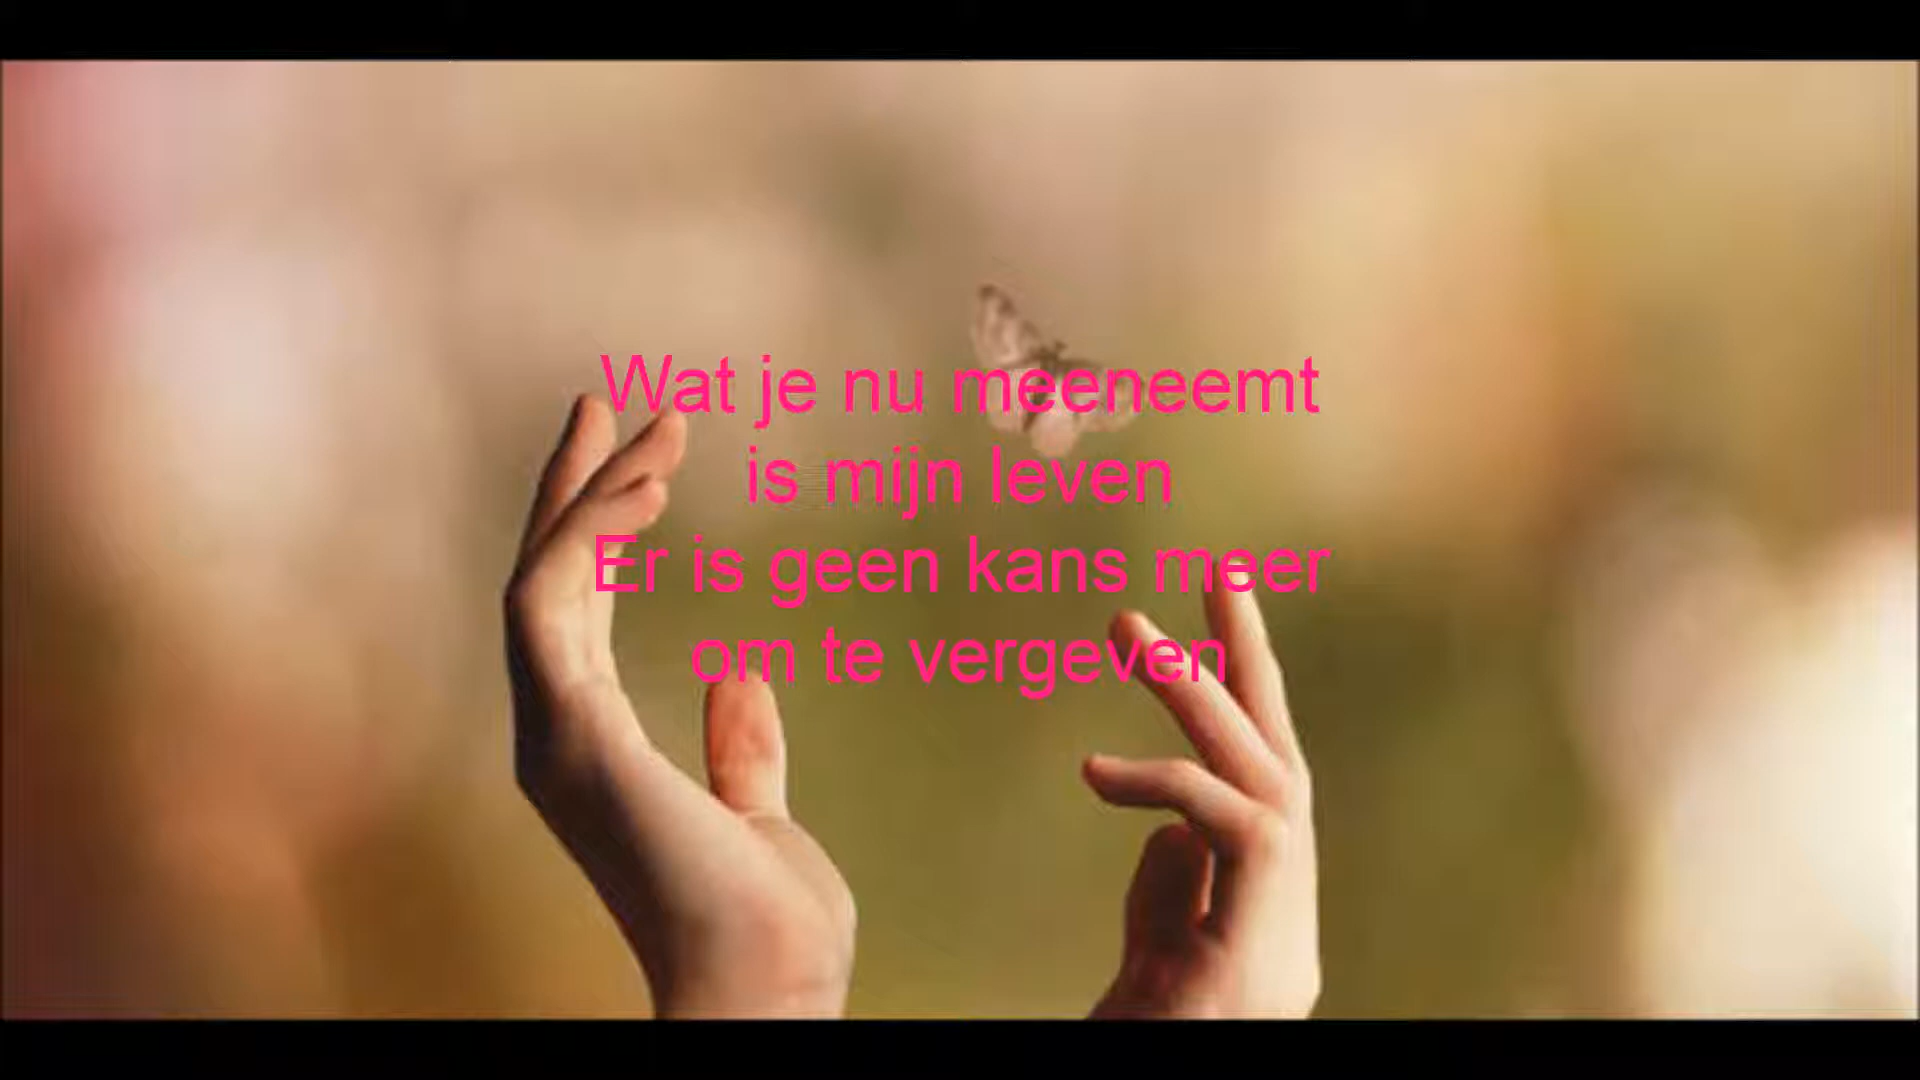 Wat je nu meeneemt
is mijn leven
Er is geen kans meer
om te vergeven